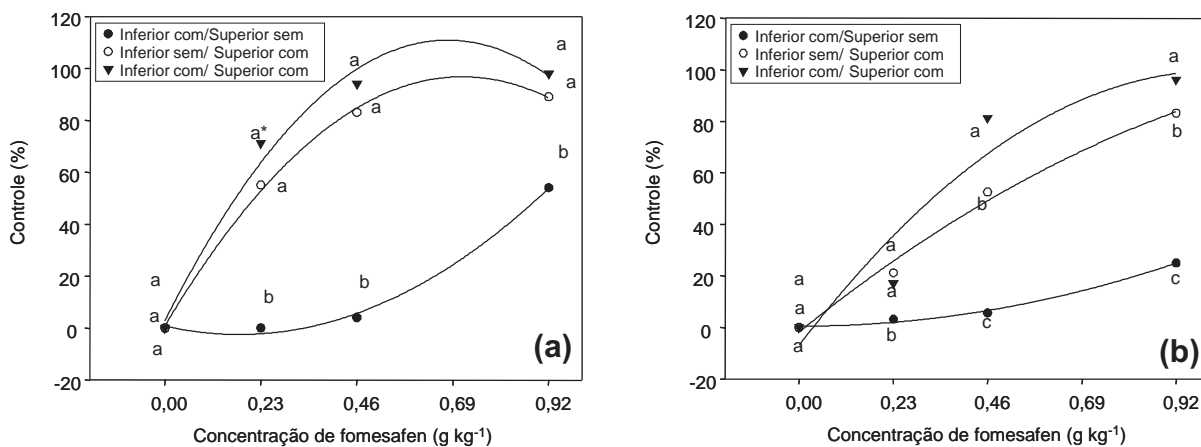 120
100
80
60
40
20
0
-20
Controle (%)
Inferior com/Superior sem
Inferior sem/ Superior com
Inferior com/ Superior com
a
a
a
a*
a
b
a
a
b
a
a
b
(a)
0,00
0,23
0,46
0,69
0,92
Concentração de fomesafen (g kg-1)
120
100
80
60
40
20
0
-20
Controle (%)
Inferior com/Superior sem
Inferior sem/ Superior com
Inferior com/ Superior com
a
a
a
a
a
b
a
b
c
a
b
c
(b)
0,00
0,23
0,46
0,69
0,92
Concentração de fomesafen (g kg-1)